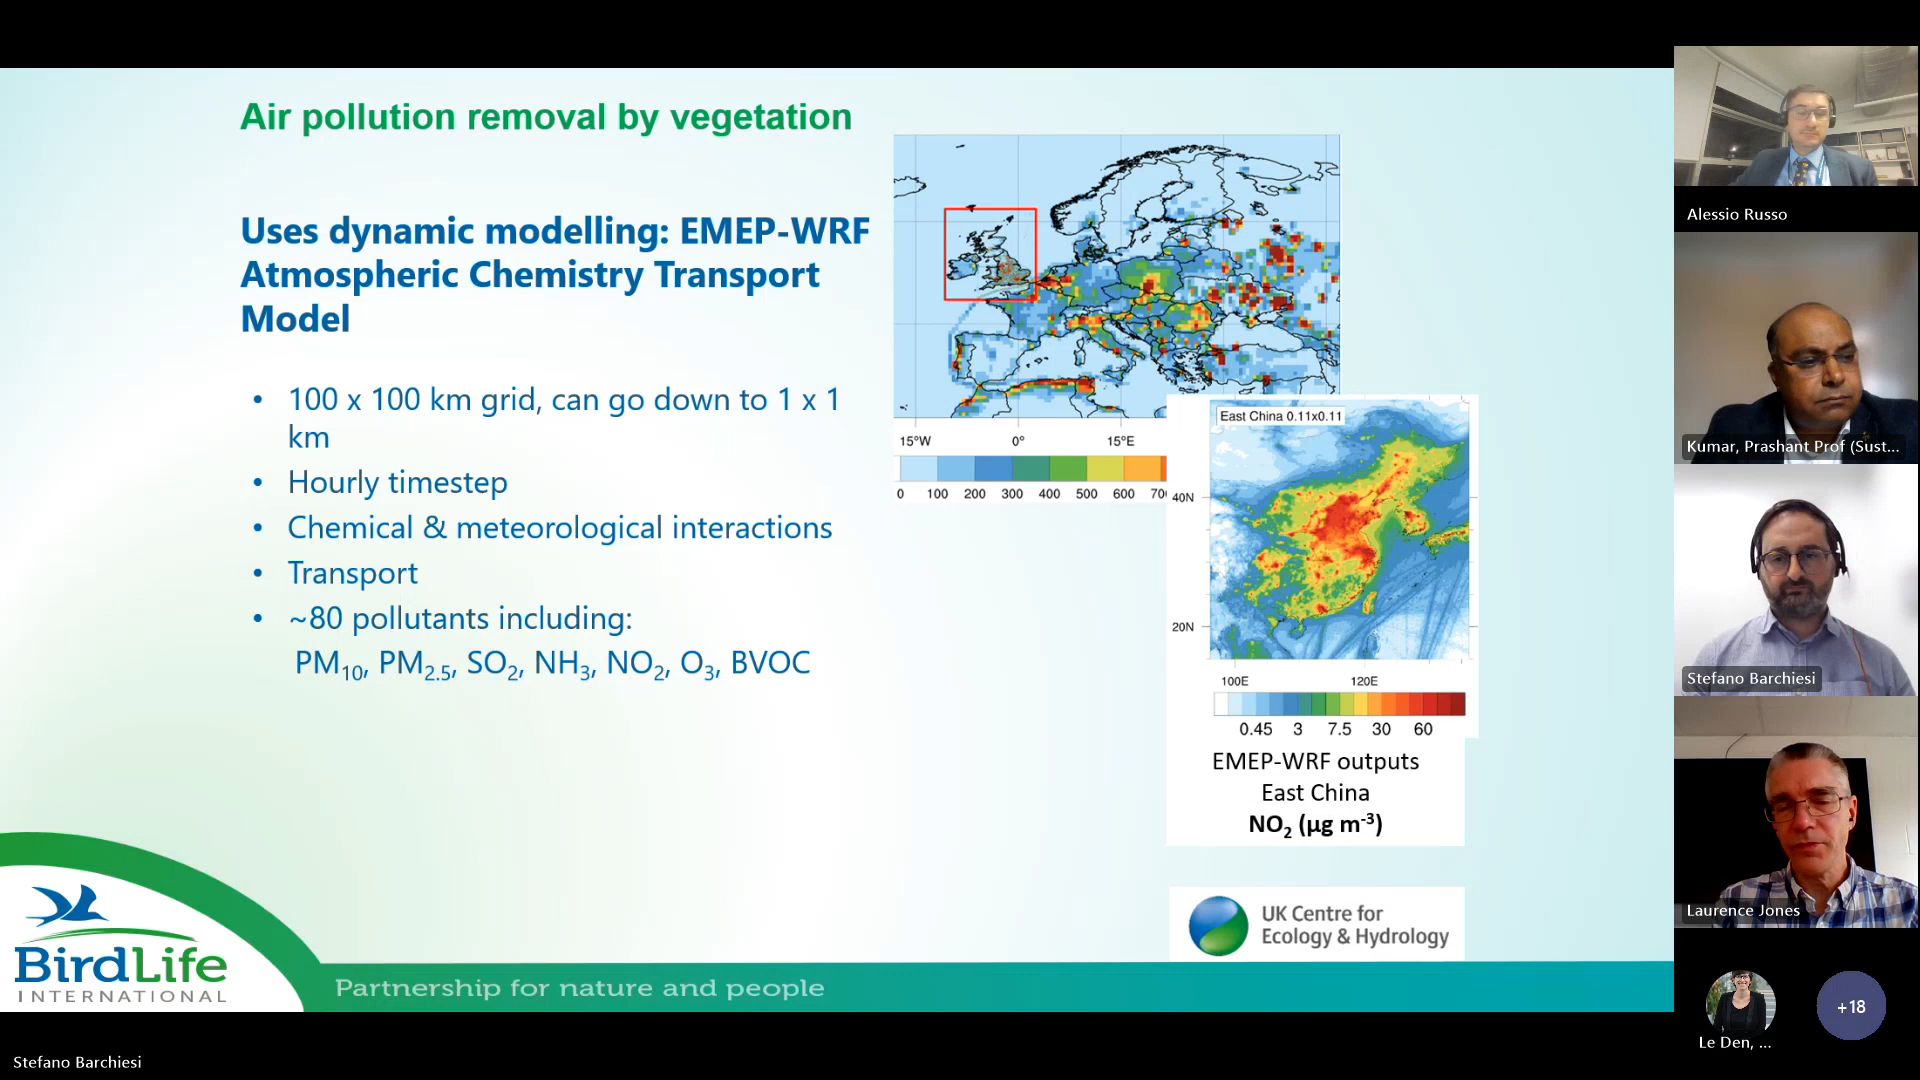 Air pollution removal by vegetation
Uses dynamic modelling: EMEP-WRF
Atmospheric Chemistry Transport
Model
• 100 x 100 km grid, can go down to 1 x 1
km
• Hourly timestep
• Chemical & meteorological interactions
• Transport
• ~80 pollutants including:
PM10, PM2.5, SO2, NH3, NO2, O3, BVOC
15°W 0° 15°E
0 100 200 300 400 500 600 70
East China 0.11x0.11
40N
20N
100E 120E
0.45 3 7.5 30 60
EMEP-WRF outputs
East China
NO2 (µg m-3)
UK Centre for
Ecology & Hydrology
BirdLife
INTERNATIONAL
Partnership for nature and people
Stefano Barchiesi
Alessio Russo
Kumar, Prashant Prof (Sust...
Stefano Barchiesi
Laurence Jones
Le Den, ...
+18